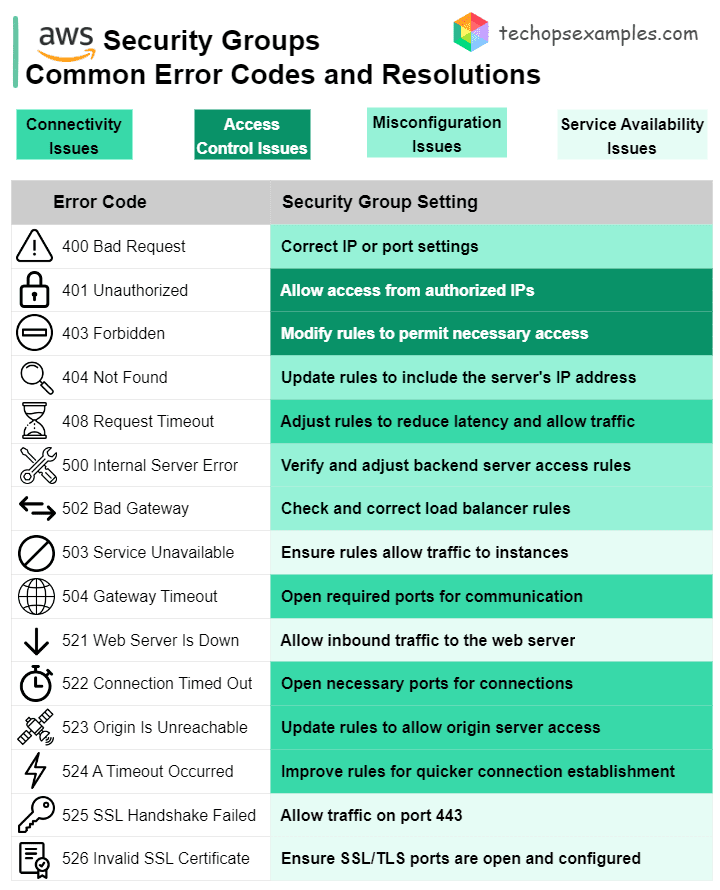 aws Security Groups
techopsexamples.com
Common Error Codes and Resolutions
Connectivity
Issues
Access
Control Issues
Misconfiguration
Issues
Service Availability
Issues
Error Code Security Group Setting
400 Bad Request Correct IP or port settings
401 Unauthorized Allow access from authorized IPs
403 Forbidden Modify rules to permit necessary access
404 Not Found Update rules to include the server's IP address
408 Request Timeout Adjust rules to reduce latency and allow traffic
500 Internal Server Error Verify and adjust backend server access rules
502 Bad Gateway Check and correct load balancer rules
503 Service Unavailable Ensure rules allow traffic to instances
504 Gateway Timeout Open required ports for communication
521 Web Server Is Down Allow inbound traffic to the web server
522 Connection Timed Out Open necessary ports for connections
523 Origin Is Unreachable Update rules to allow origin server access
524 A Timeout Occurred Improve rules for quicker connection establishment
525 SSL Handshake Failed Allow traffic on port 443
526 Invalid SSL Certificate Ensure SSL/TLS ports are open and configured